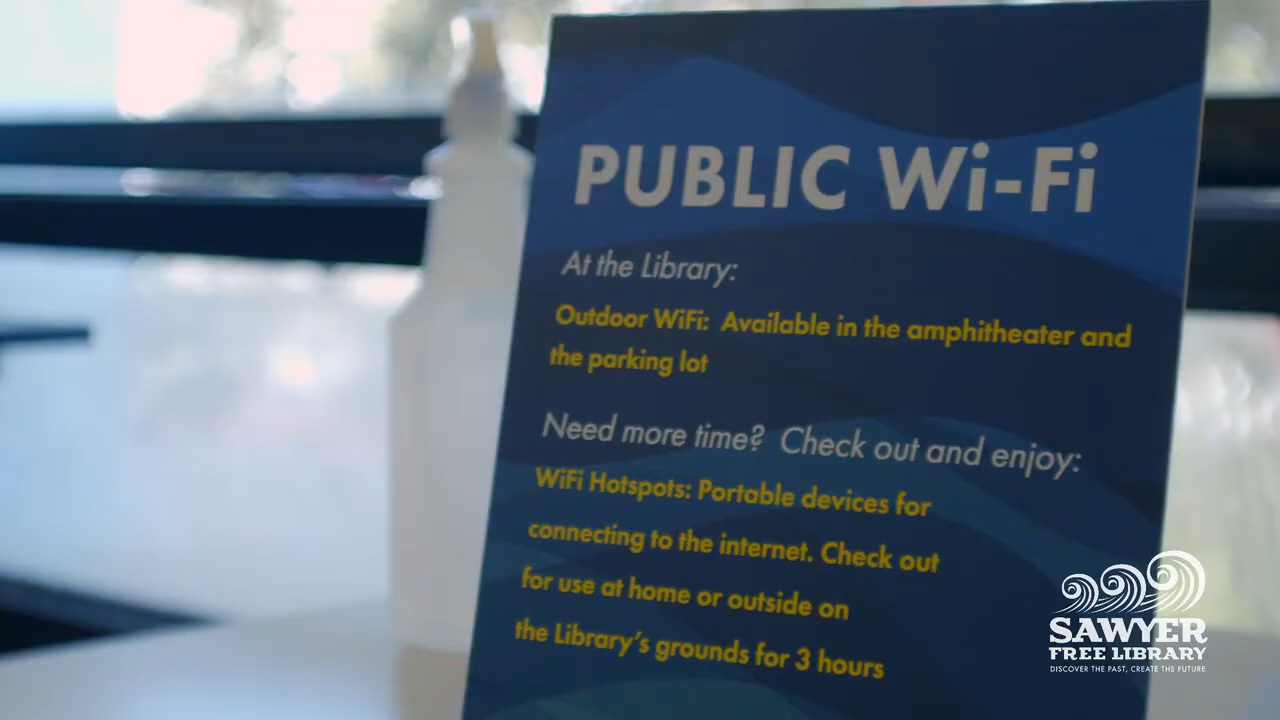 PUBLIC Wi-Fi
At the Library:
Outdoor WiFi: Available in the amphitheater and
the parking lot
Need more time? Check out and enjoy:
WiFi Hotspots: Portable devices for
connecting to the internet. Check out
for use at home or outside on
the Library's grounds for 3 hours
SAWYER
FREE LIBRARY
DISCOVER THE PAST, CREATE THE FUTURE